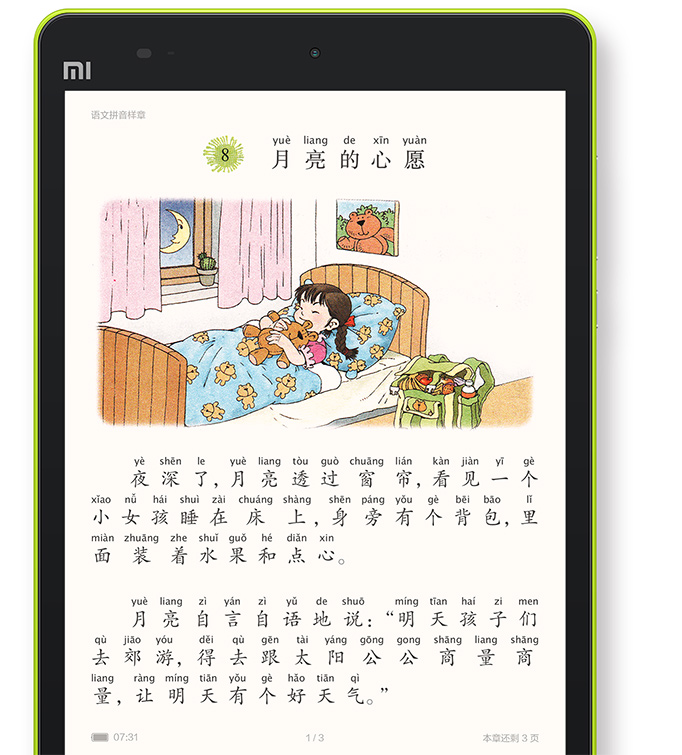 mi
语文拼音样章
8
yuè liang de xīn yuàn
月亮的心愿
yè shēn le yuè liang tòu guò chuāng lián kàn jiàn yī gè
夜深了，月亮透过窗帘，看见一个
xiǎo nǚ hái shuì zài chuáng shàng shēn páng yǒu gè bēi bāo lǐ
小女孩睡在床上，身旁有个背包，里
miàn zhuāng zhe shuǐ guǒ hé diǎn xin
面装着水果和点心。
yuè liang zì yán zì yǔ de shuō míng tiān haí zi men
月亮自言自语地说：“明天孩子们
qù jiāo yóu děi qù gēn tài yáng gōng gong shāng liang shāng
去郊游，得去跟太阳公公商量商
liang ràng míng tiān yǒu gè hǎo tiān qì
量，让明天有个好天气。”
07:31 1/3 本章还剩 3 页